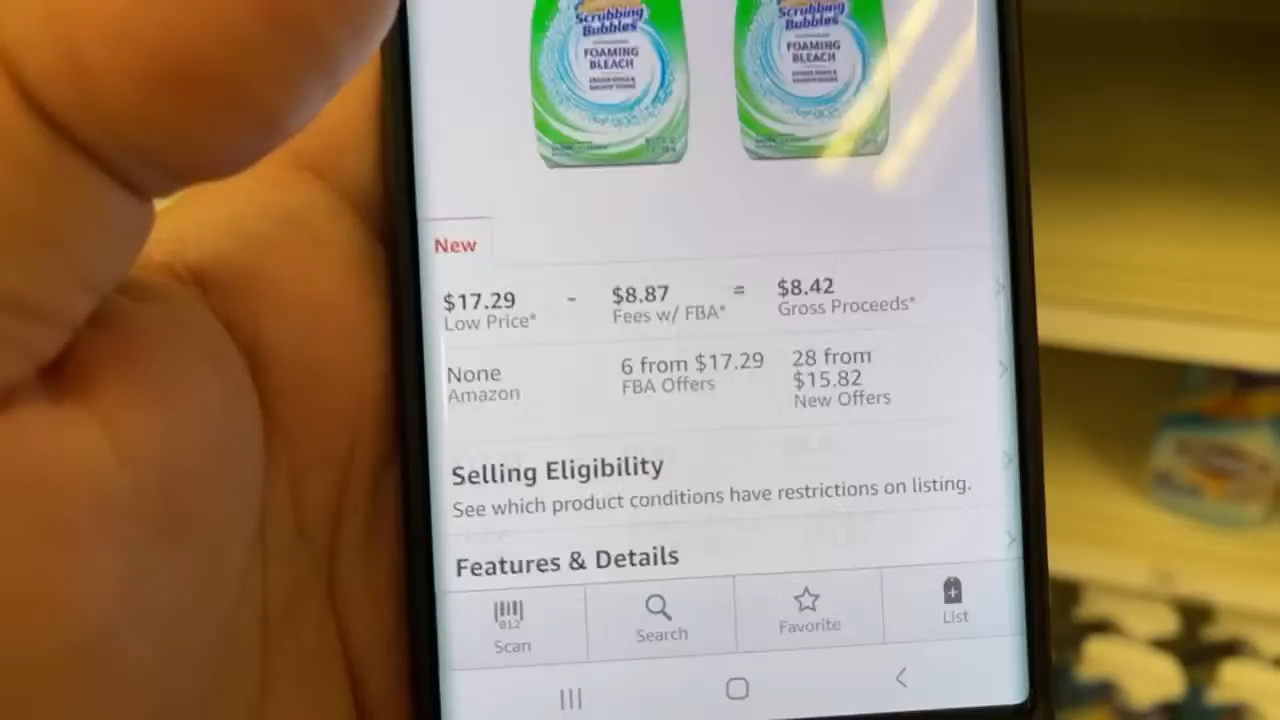 Scrubbing
Bubbles
FOAMING
BLEACH
Scrubbing
Bubbles
FOAMING
BLEACH
New
$17.29 - $8.87 = $8.42
Low Price* Fees w/ FBA* Gross Proceeds*
None 6 from $17.29 28 from
$15.82
Amazon FBA Offers New Offers
Selling Eligibility
See which product conditions have restrictions on listing.
Features & Details
012
Scan Search Favorite List